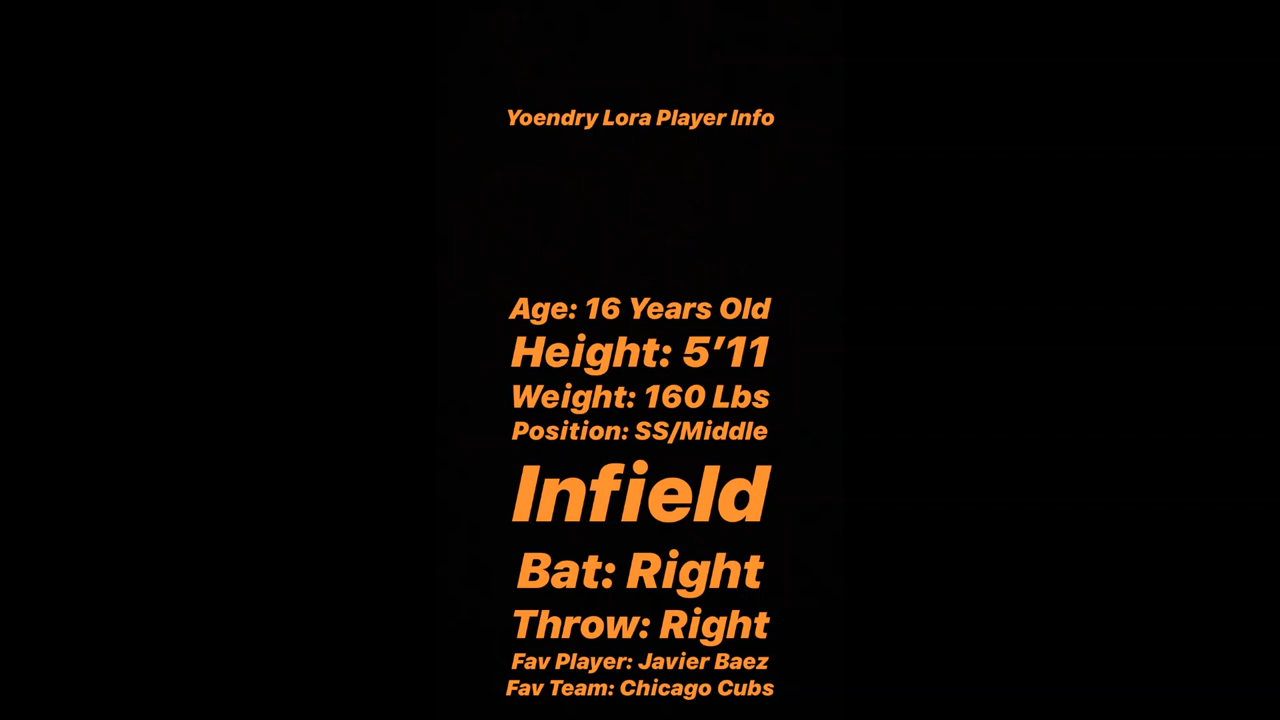 Yoendry Lora Player Info
Age: 16 Years Old
Height: 5’11
Weight: 160 Lbs
Position: SS/Middle
Infield
Bat: Right
Throw: Right
Fav Player: Javier Baez
Fav Team: Chicago Cubs